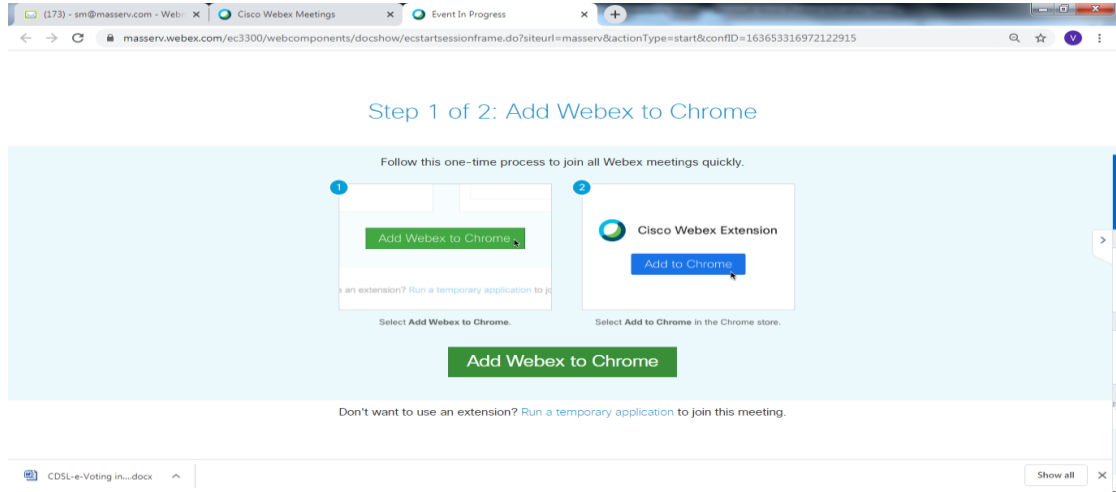 (173) - sm@masserv.com - Web
Cisco Webex Meetings
Event In Progress
masserv.webex.com/ec3300/webcomponents/docshow/ecstartsessionframe.do?siteurl=masserv&actionType=start&confID=163653316972122915
V
Step 1 of 2: Add Webex to Chrome
Follow this one-time process to join all Webex meetings quickly.
1
Add Webex to Chrome
an extension? Run a temporary application to jo
Select Add Webex to Chrome.
2
Cisco Webex Extension
Add to Chrome
Select Add to Chrome in the Chrome store.
Add Webex to Chrome
Don't want to use an extension? Run a temporary application to join this meeting.
CDSL-e-Voting in....docx
Show all